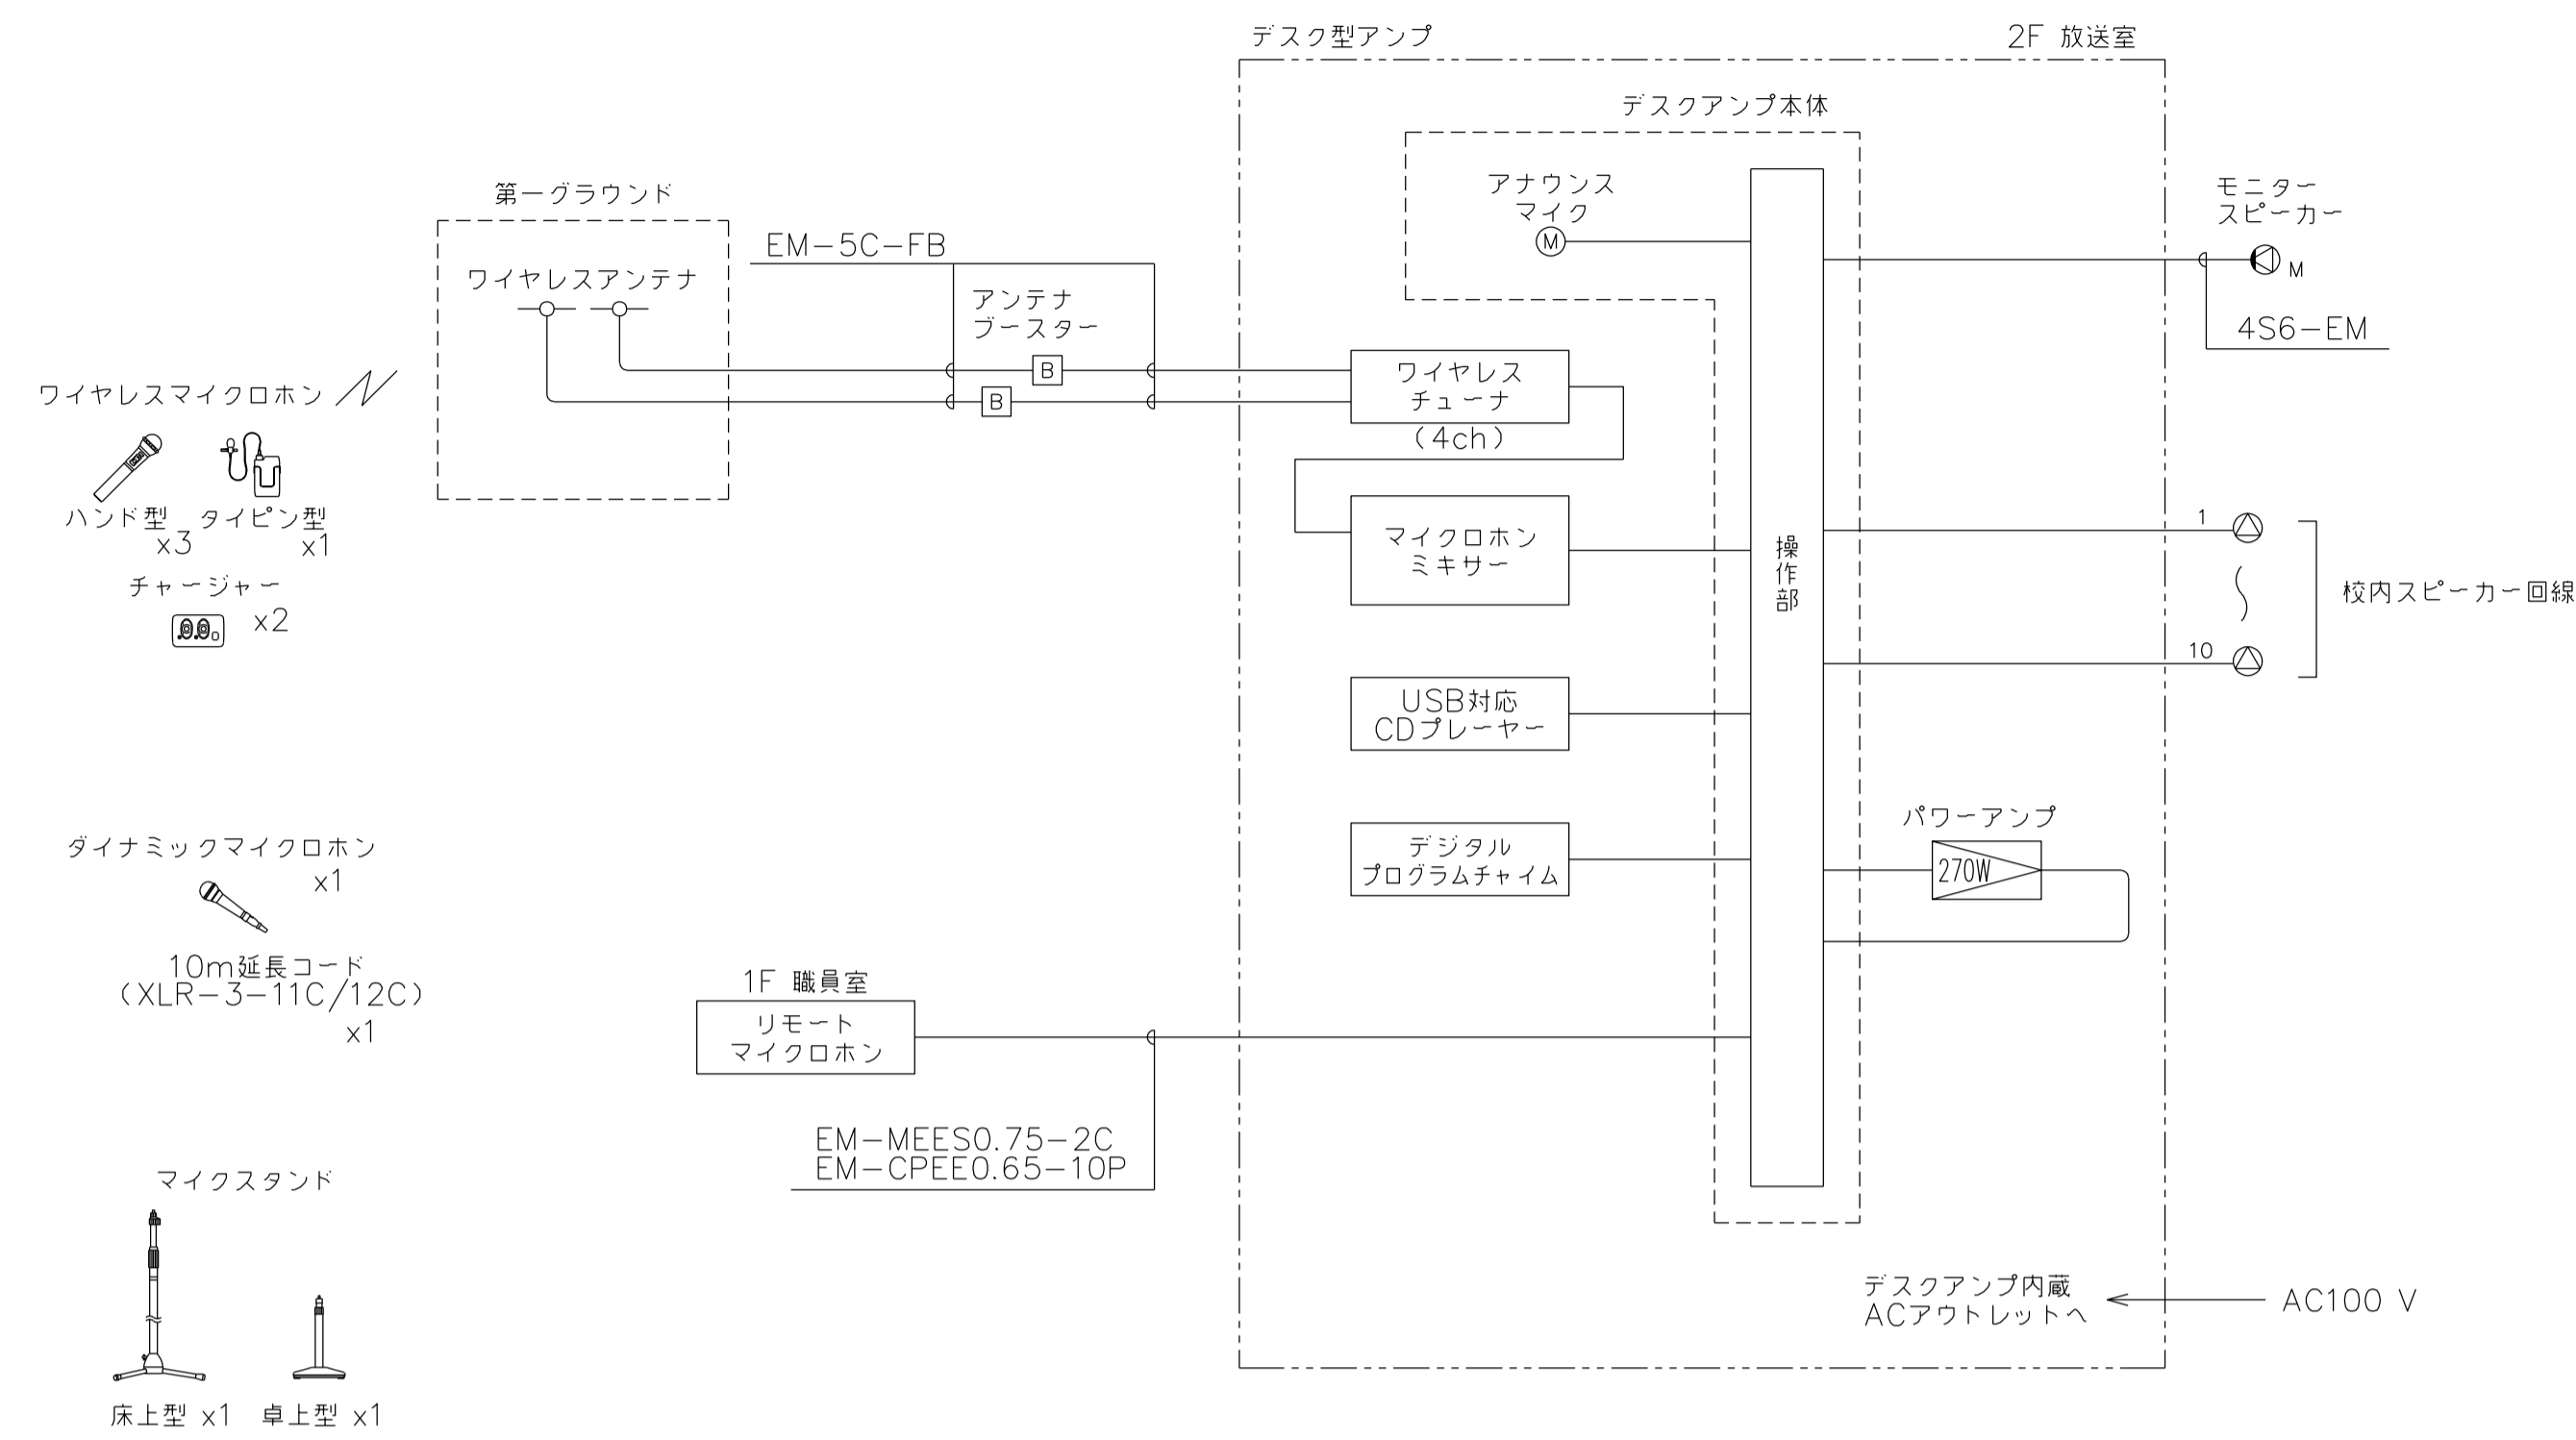 デスク型アンプ
2F 放送室
デスクアンプ本体
アナウンス
マイク
M
モニター
スピーカー
M
4S6-EM
第一グラウンド
ワイヤレスアンテナ
EM-5C-FB
アンテナ
ブースター
B
B
ワイヤレス
チューナ
(4ch)
ワイヤレスマイクロホン
ハンド型
x3
タイピン型
x1
チャージャー
x2
マイクロホン
ミキサー
操作部
1
10
校内スピーカー回線
USB対応
CDプレーヤー
デジタル
プログラムチャイム
パワーアンプ
270W
ダイナミックマイクロホン
x1
10m延長コード
(XLR-3-11C/12C)
x1
1F 職員室
リモート
マイクロホン
EM-MEES0.75-2C
EM-CPEE0.65-10P
マイクスタンド
床上型 x1
卓上型 x1
デスクアンプ内蔵
ACアウトレットへ
AC100 V